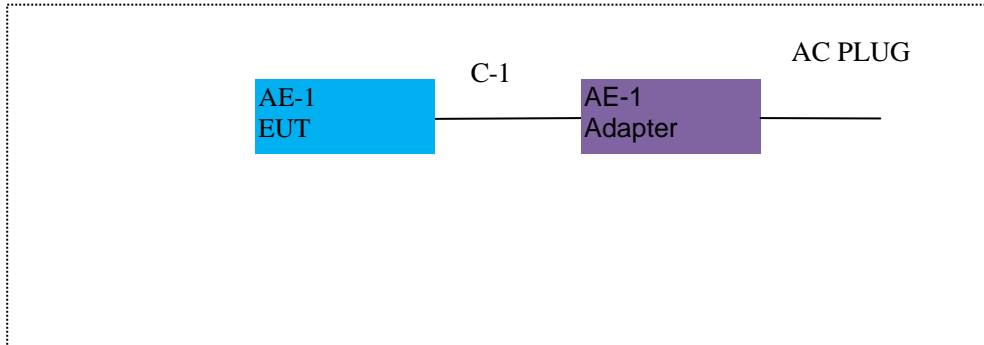 AC PLUG
C-1
AE-1
EUT
AE-1
Adapter